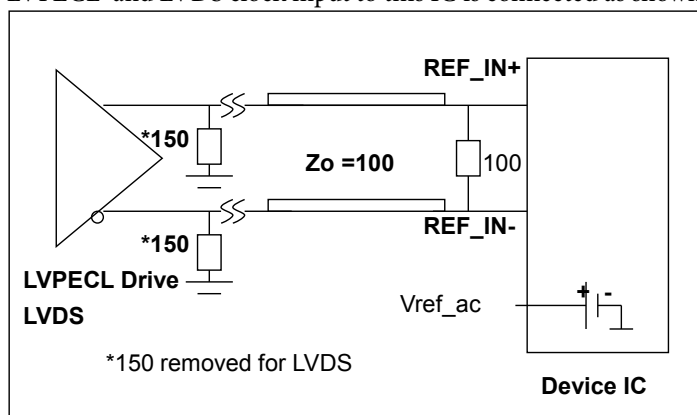 LVPECL and LVDS clock input to this IC is connected as shown
REF_IN+
*150
Zo =100
100
*150
REF_IN-
LVPECL Drive
LVDS
Vref_ac
+ -
*150 removed for LVDS
Device IC